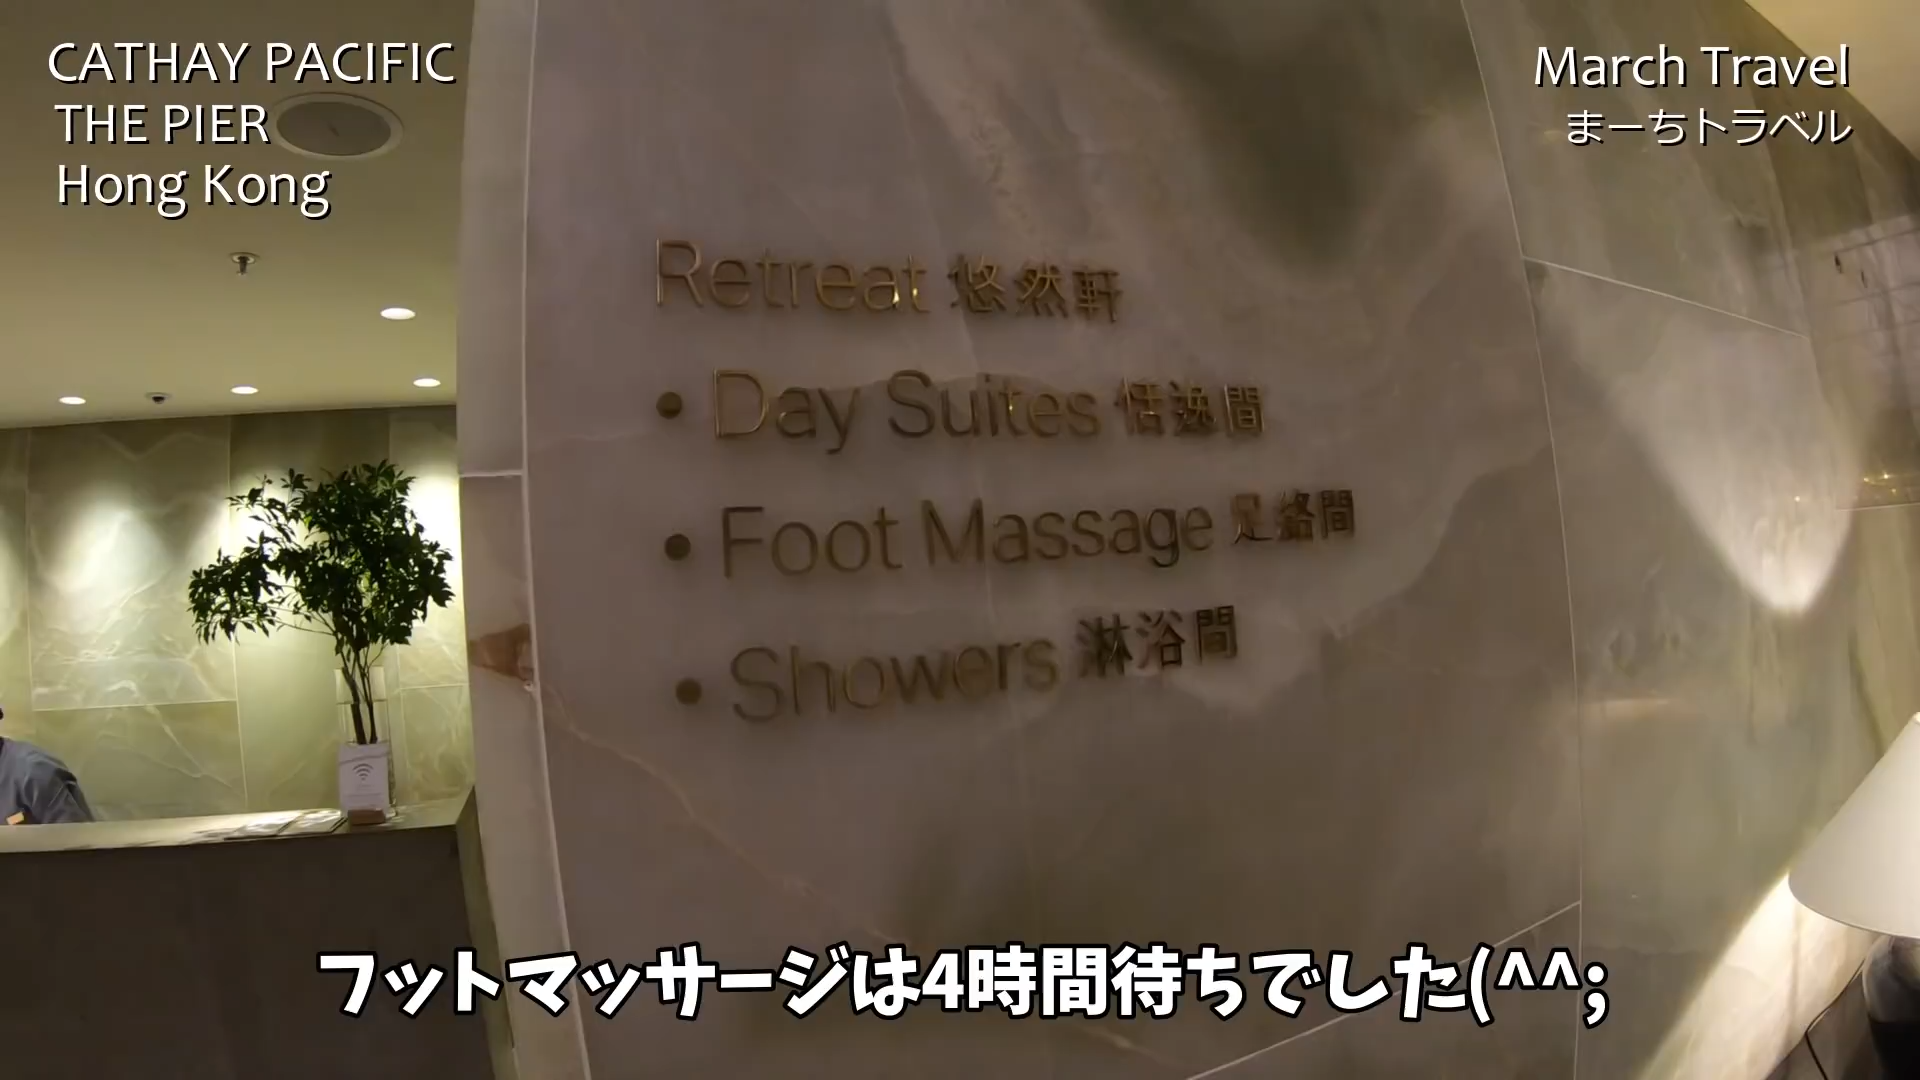 CATHAY PACIFIC
THE PIER
Hong Kong
March Travel
まーちトラベル
Retreat 悠然軒
• Day Suites 恬逸間
• Foot Massage 足絡間
• Showers 淋浴間
フットマッサージは4時間待ちでした(^^;